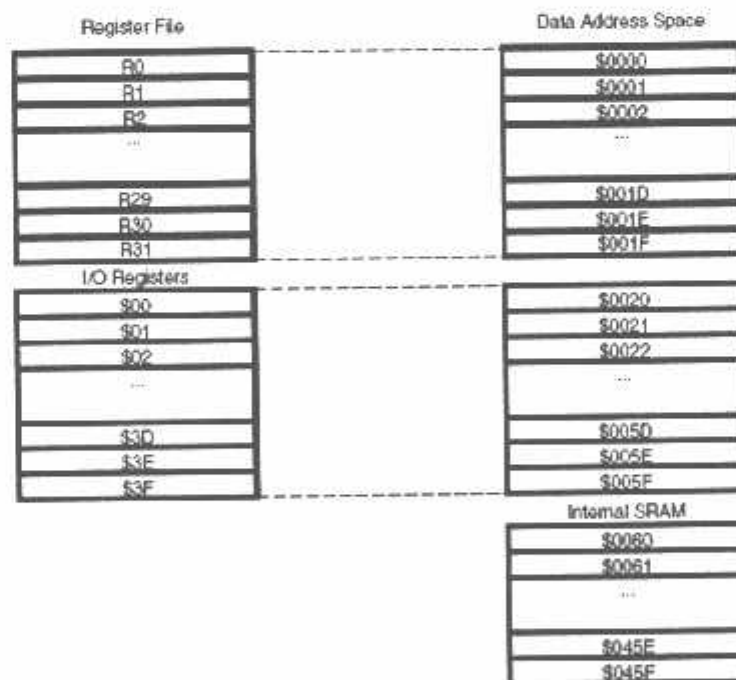 Register File
R0
R1
R2
...
R29
R30
R31
I/O Registers
$00
$01
$02
...
$3D
$3E
$3F
Data Address Space
$0000
$0001
$0002
...
$001D
$001E
$001F
$0020
$0021
$0022
...
$005D
$005E
$005F
Internal SRAM
$0060
$0061
...
$045E
$045F